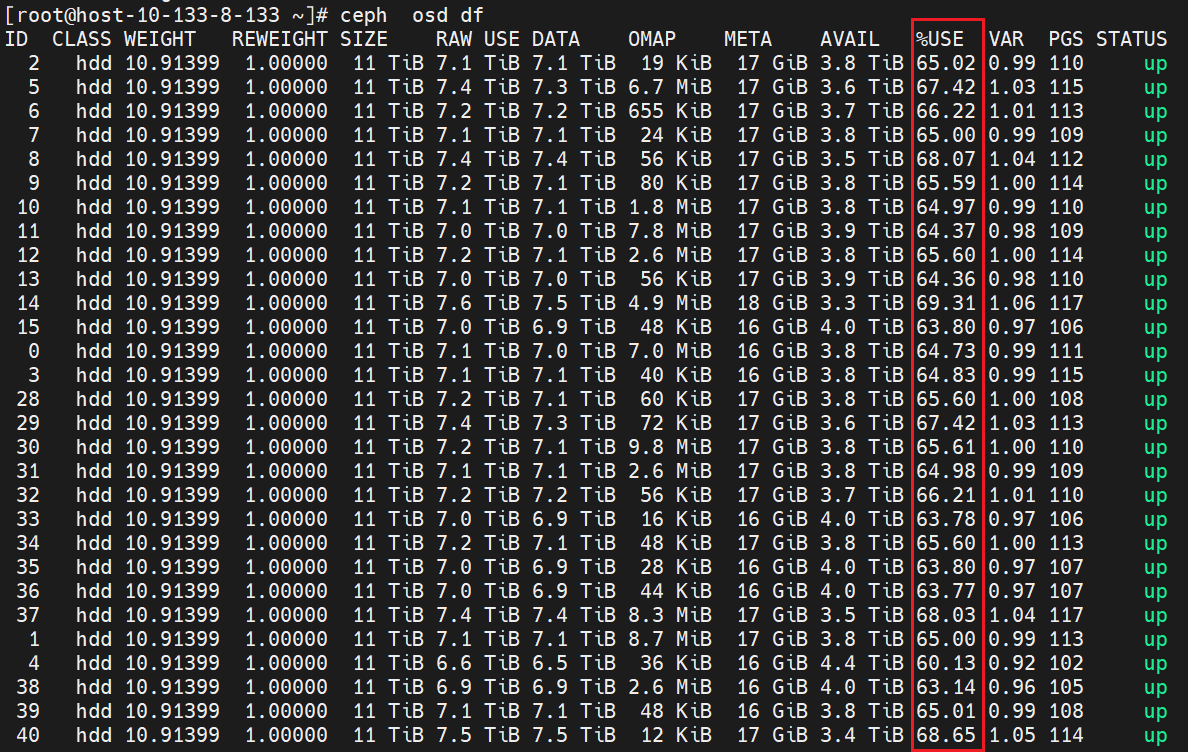 [root@host-10-133-8-133 ~]# ceph  osd df
ID  CLASS WEIGHT   REWEIGHT SIZE    RAW USE DATA    OMAP    META    AVAIL   %USE  VAR  PGS STATUS
 2   hdd 10.91399  1.00000  11 TiB 7.1 TiB 7.1 TiB  19 KiB  17 GiB 3.8 TiB 65.02 0.99 110     up
 5   hdd 10.91399  1.00000  11 TiB 7.4 TiB 7.3 TiB 6.7 MiB  17 GiB 3.6 TiB 67.42 1.03 115     up
 6   hdd 10.91399  1.00000  11 TiB 7.2 TiB 7.2 TiB 655 KiB  17 GiB 3.7 TiB 66.22 1.01 113     up
 7   hdd 10.91399  1.00000  11 TiB 7.1 TiB 7.1 TiB  24 KiB  17 GiB 3.8 TiB 65.00 0.99 109     up
 8   hdd 10.91399  1.00000  11 TiB 7.4 TiB 7.4 TiB  56 KiB  17 GiB 3.5 TiB 68.07 1.04 112     up
 9   hdd 10.91399  1.00000  11 TiB 7.2 TiB 7.1 TiB  80 KiB  17 GiB 3.8 TiB 65.59 1.00 114     up
10   hdd 10.91399  1.00000  11 TiB 7.1 TiB 7.1 TiB 1.8 MiB  17 GiB 3.8 TiB 64.97 0.99 110     up
11   hdd 10.91399  1.00000  11 TiB 7.0 TiB 7.0 TiB 7.8 MiB  17 GiB 3.9 TiB 64.37 0.98 109     up
12   hdd 10.91399  1.00000  11 TiB 7.2 TiB 7.1 TiB 2.6 MiB  17 GiB 3.8 TiB 65.60 1.00 114     up
13   hdd 10.91399  1.00000  11 TiB 7.0 TiB 7.0 TiB  56 KiB  17 GiB 3.9 TiB 64.36 0.98 110     up
14   hdd 10.91399  1.00000  11 TiB 7.6 TiB 7.5 TiB 4.9 MiB  18 GiB 3.3 TiB 69.31 1.06 117     up
15   hdd 10.91399  1.00000  11 TiB 7.0 TiB 6.9 TiB  48 KiB  16 GiB 4.0 TiB 63.80 0.97 106     up
 0   hdd 10.91399  1.00000  11 TiB 7.1 TiB 7.0 TiB 7.0 MiB  16 GiB 3.8 TiB 64.73 0.99 111     up
 3   hdd 10.91399  1.00000  11 TiB 7.1 TiB 7.1 TiB  40 KiB  16 GiB 3.8 TiB 64.83 0.99 115     up
28   hdd 10.91399  1.00000  11 TiB 7.2 TiB 7.1 TiB  60 KiB  17 GiB 3.8 TiB 65.60 1.00 108     up
29   hdd 10.91399  1.00000  11 TiB 7.4 TiB 7.3 TiB  72 KiB  17 GiB 3.6 TiB 67.42 1.03 113     up
30   hdd 10.91399  1.00000  11 TiB 7.2 TiB 7.1 TiB 9.8 MiB  17 GiB 3.8 TiB 65.61 1.00 110     up
31   hdd 10.91399  1.00000  11 TiB 7.1 TiB 7.1 TiB 2.6 MiB  17 GiB 3.8 TiB 64.98 0.99 109     up
32   hdd 10.91399  1.00000  11 TiB 7.2 TiB 7.2 TiB  56 KiB  17 GiB 3.7 TiB 66.21 1.01 110     up
33   hdd 10.91399  1.00000  11 TiB 7.0 TiB 6.9 TiB  16 KiB  16 GiB 4.0 TiB 63.78 0.97 106     up
34   hdd 10.91399  1.00000  11 TiB 7.2 TiB 7.1 TiB  48 KiB  17 GiB 3.8 TiB 65.60 1.00 113     up
35   hdd 10.91399  1.00000  11 TiB 7.0 TiB 6.9 TiB  28 KiB  16 GiB 4.0 TiB 63.80 0.97 107     up
36   hdd 10.91399  1.00000  11 TiB 7.0 TiB 6.9 TiB  44 KiB  16 GiB 4.0 TiB 63.77 0.97 107     up
37   hdd 10.91399  1.00000  11 TiB 7.4 TiB 7.4 TiB 8.3 MiB  17 GiB 3.5 TiB 68.03 1.04 117     up
 1   hdd 10.91399  1.00000  11 TiB 7.1 TiB 7.1 TiB 8.7 MiB  17 GiB 3.8 TiB 65.00 0.99 113     up
 4   hdd 10.91399  1.00000  11 TiB 6.6 TiB 6.5 TiB  36 KiB  16 GiB 4.4 TiB 60.13 0.92 102     up
38   hdd 10.91399  1.00000  11 TiB 6.9 TiB 6.9 TiB 2.6 MiB  16 GiB 4.0 TiB 63.14 0.96 105     up
39   hdd 10.91399  1.00000  11 TiB 7.1 TiB 7.1 TiB  48 KiB  16 GiB 3.8 TiB 65.01 0.99 108     up
40   hdd 10.91399  1.00000  11 TiB 7.5 TiB 7.5 TiB  12 KiB  17 GiB 3.4 TiB 68.65 1.05 114     up